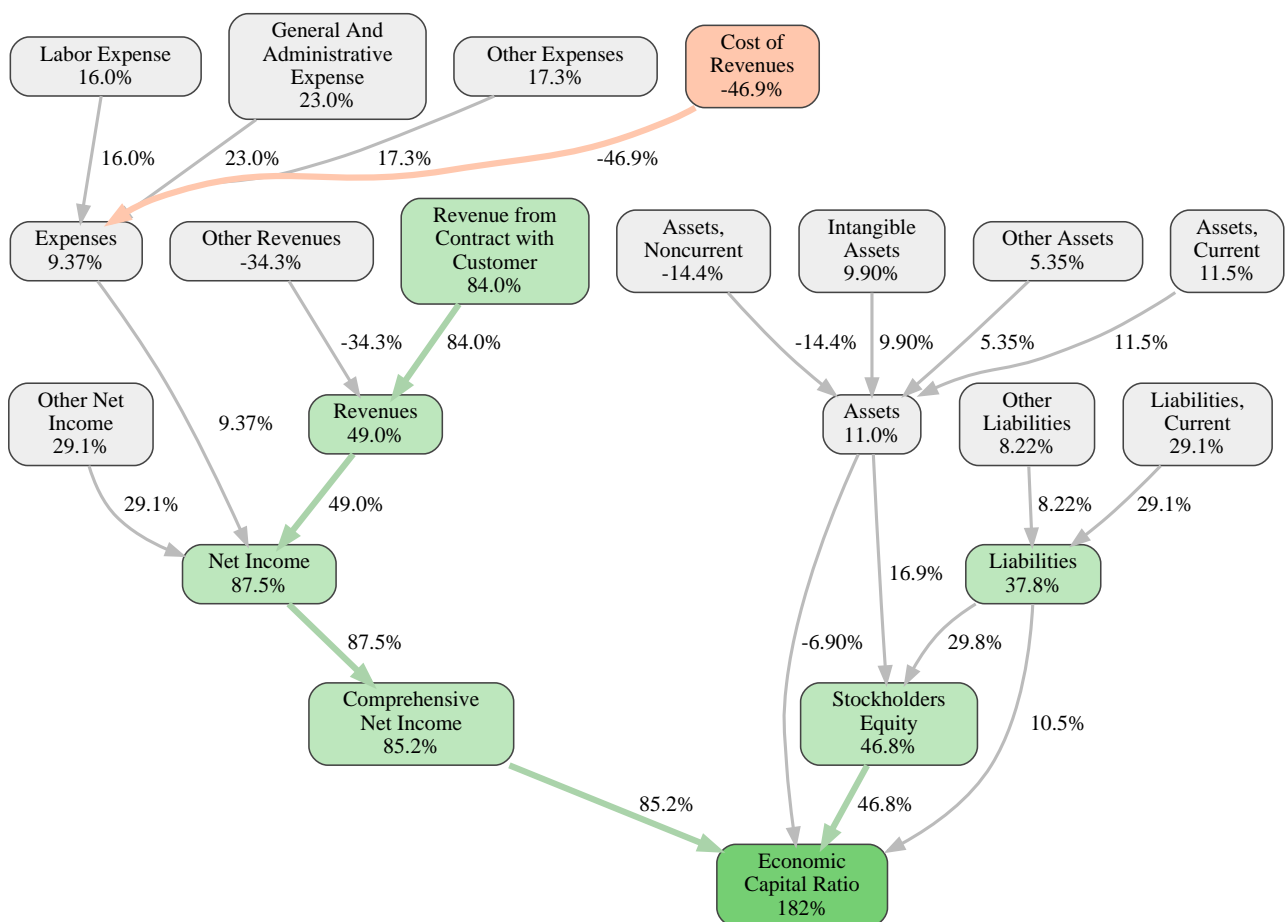 Labor Expense
16.0%
General And
Administrative
Expense
23.0%
Other Expenses
17.3%
Cost of
Revenues
-46.9%
16.0%
23.0%
17.3%
-46.9%
Expenses
9.37%
Other Revenues
-34.3%
Revenue from
Contract with
Customer
84.0%
Assets,
Noncurrent
-14.4%
Intangible
Assets
9.90%
Other Assets
5.35%
Assets,
Current
11.5%
-34.3%
84.0%
-14.4%
9.90%
5.35%
11.5%
Other Net
Income
29.1%
9.37%
Revenues
49.0%
Assets
11.0%
Other
Liabilities
8.22%
Liabilities,
Current
29.1%
29.1%
49.0%
8.22%
29.1%
Net Income
87.5%
16.9%
Liabilities
37.8%
87.5%
-6.90%
29.8%
Comprehensive
Net Income
85.2%
Stockholders
Equity
46.8%
10.5%
85.2%
46.8%
Economic
Capital Ratio
182%